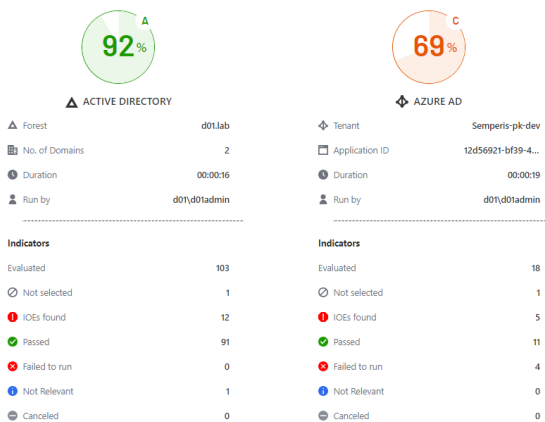 A
92%
ACTIVE DIRECTORY
Forest d01.lab
No. of Domains 2
Duration 00:00:16
Run by d01\d01admin
Indicators
Evaluated 103
Not selected 1
IOEs found 12
Passed 91
Failed to run 0
Not Relevant 1
Canceled 0
C
69%
AZURE AD
Tenant Semperis-pk-dev
Application ID 12d56921-bf39-4...
Duration 00:00:19
Run by d01\d01admin
Indicators
Evaluated 18
Not selected 1
IOEs found 5
Passed 11
Failed to run 4
Not Relevant 0
Canceled 0